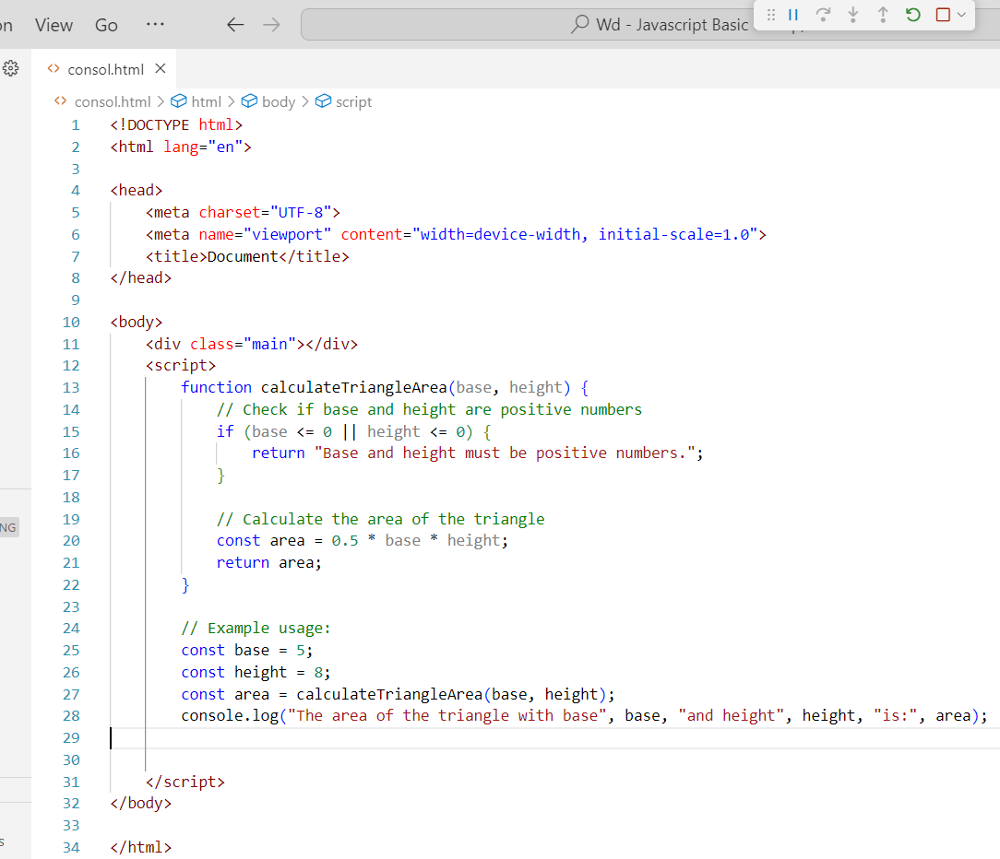 View Go ...
Wd - Javascript Basic
consol.html
consol.html > html > body > script
1 <!DOCTYPE html>
2 <html lang="en">
3
4 <head>
5 <meta charset="UTF-8">
6 <meta name="viewport" content="width=device-width, initial-scale=1.0">
7 <title>Document</title>
8 </head>
9
10 <body>
11 <div class="main"></div>
12 <script>
13 function calculateTriangleArea(base, height) {
14 // Check if base and height are positive numbers
15 if (base <= 0 || height <= 0) {
16 return "Base and height must be positive numbers.";
17 }
18
19 // Calculate the area of the triangle
20 const area = 0.5 * base * height;
21 return area;
22 }
23
24 // Example usage:
25 const base = 5;
26 const height = 8;
27 const area = calculateTriangleArea(base, height);
28 console.log("The area of the triangle with base", base, "and height", height, "is:", area);
29
30
31 </script>
32 </body>
33
34 </html>